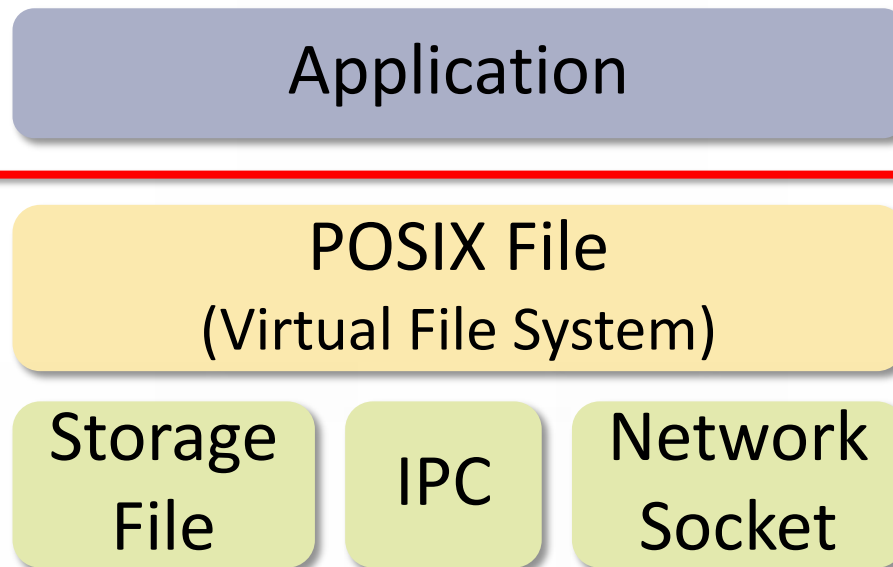 Application
POSIX File
(Virtual File System)
Storage
File
IPC
Network
Socket